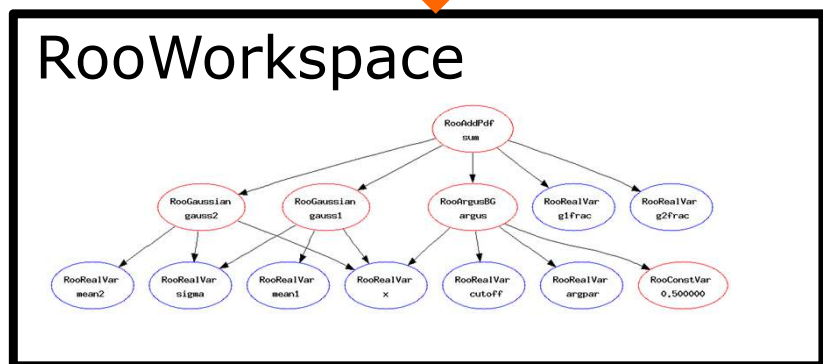 RooWorkspace
RooAddPdf
sum
RooGaussian
gauss2
RooGaussian
gauss1
RooArgusBG
argus
RooRealVar
g1frac
RooRealVar
g2frac
RooRealVar
mean2
RooRealVar
sigma
RooRealVar
mean1
RooRealVar
x
RooRealVar
cutoff
RooRealVar
argpar
RooConstVar
0.500000